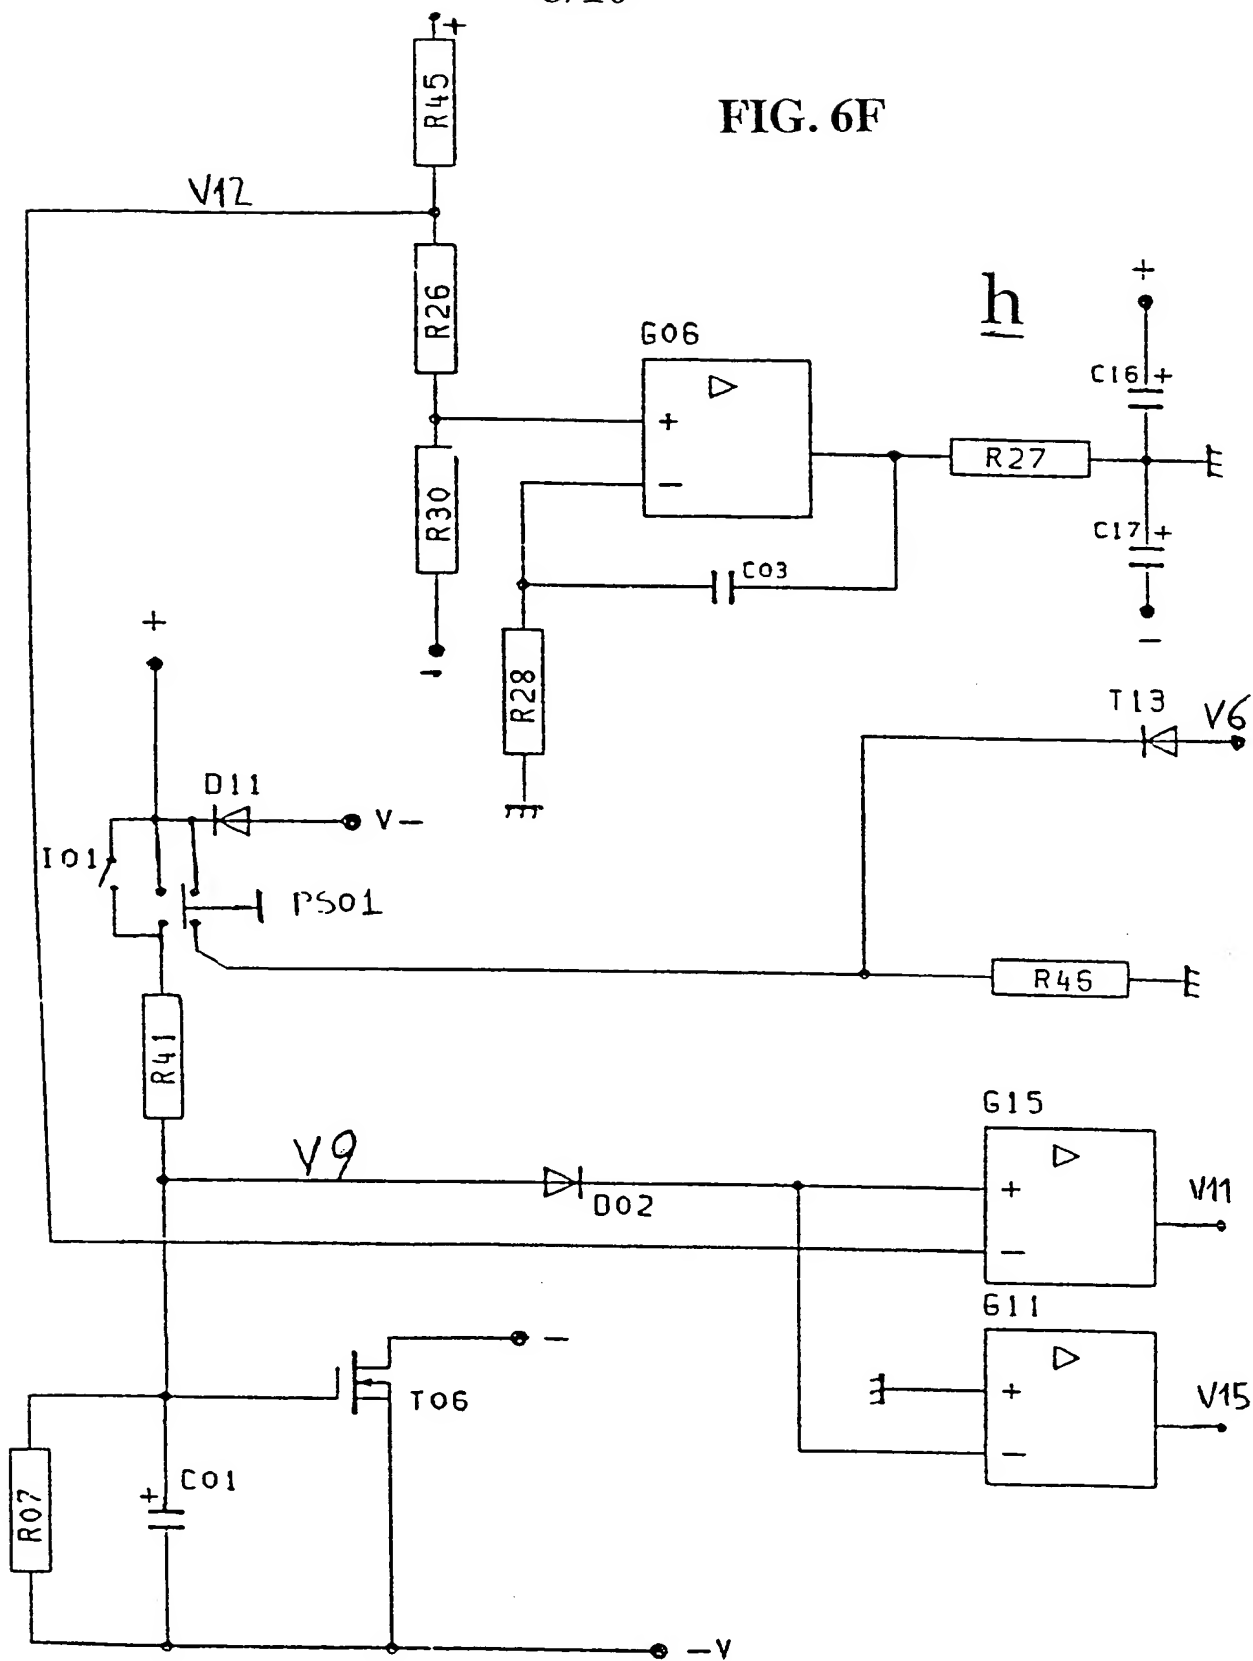 +
R45
FIG. 6F
V12
R26
h
+
G06
C16 +
+
R27
−
R30
C17 +
C03
+
−
−
R28
T13
V6
D11
V−
I01
PS01
R46
R41
G15
V9
+
V11
D02
−
G11
−
+
V15
T06
−
C01
+
R07
−V